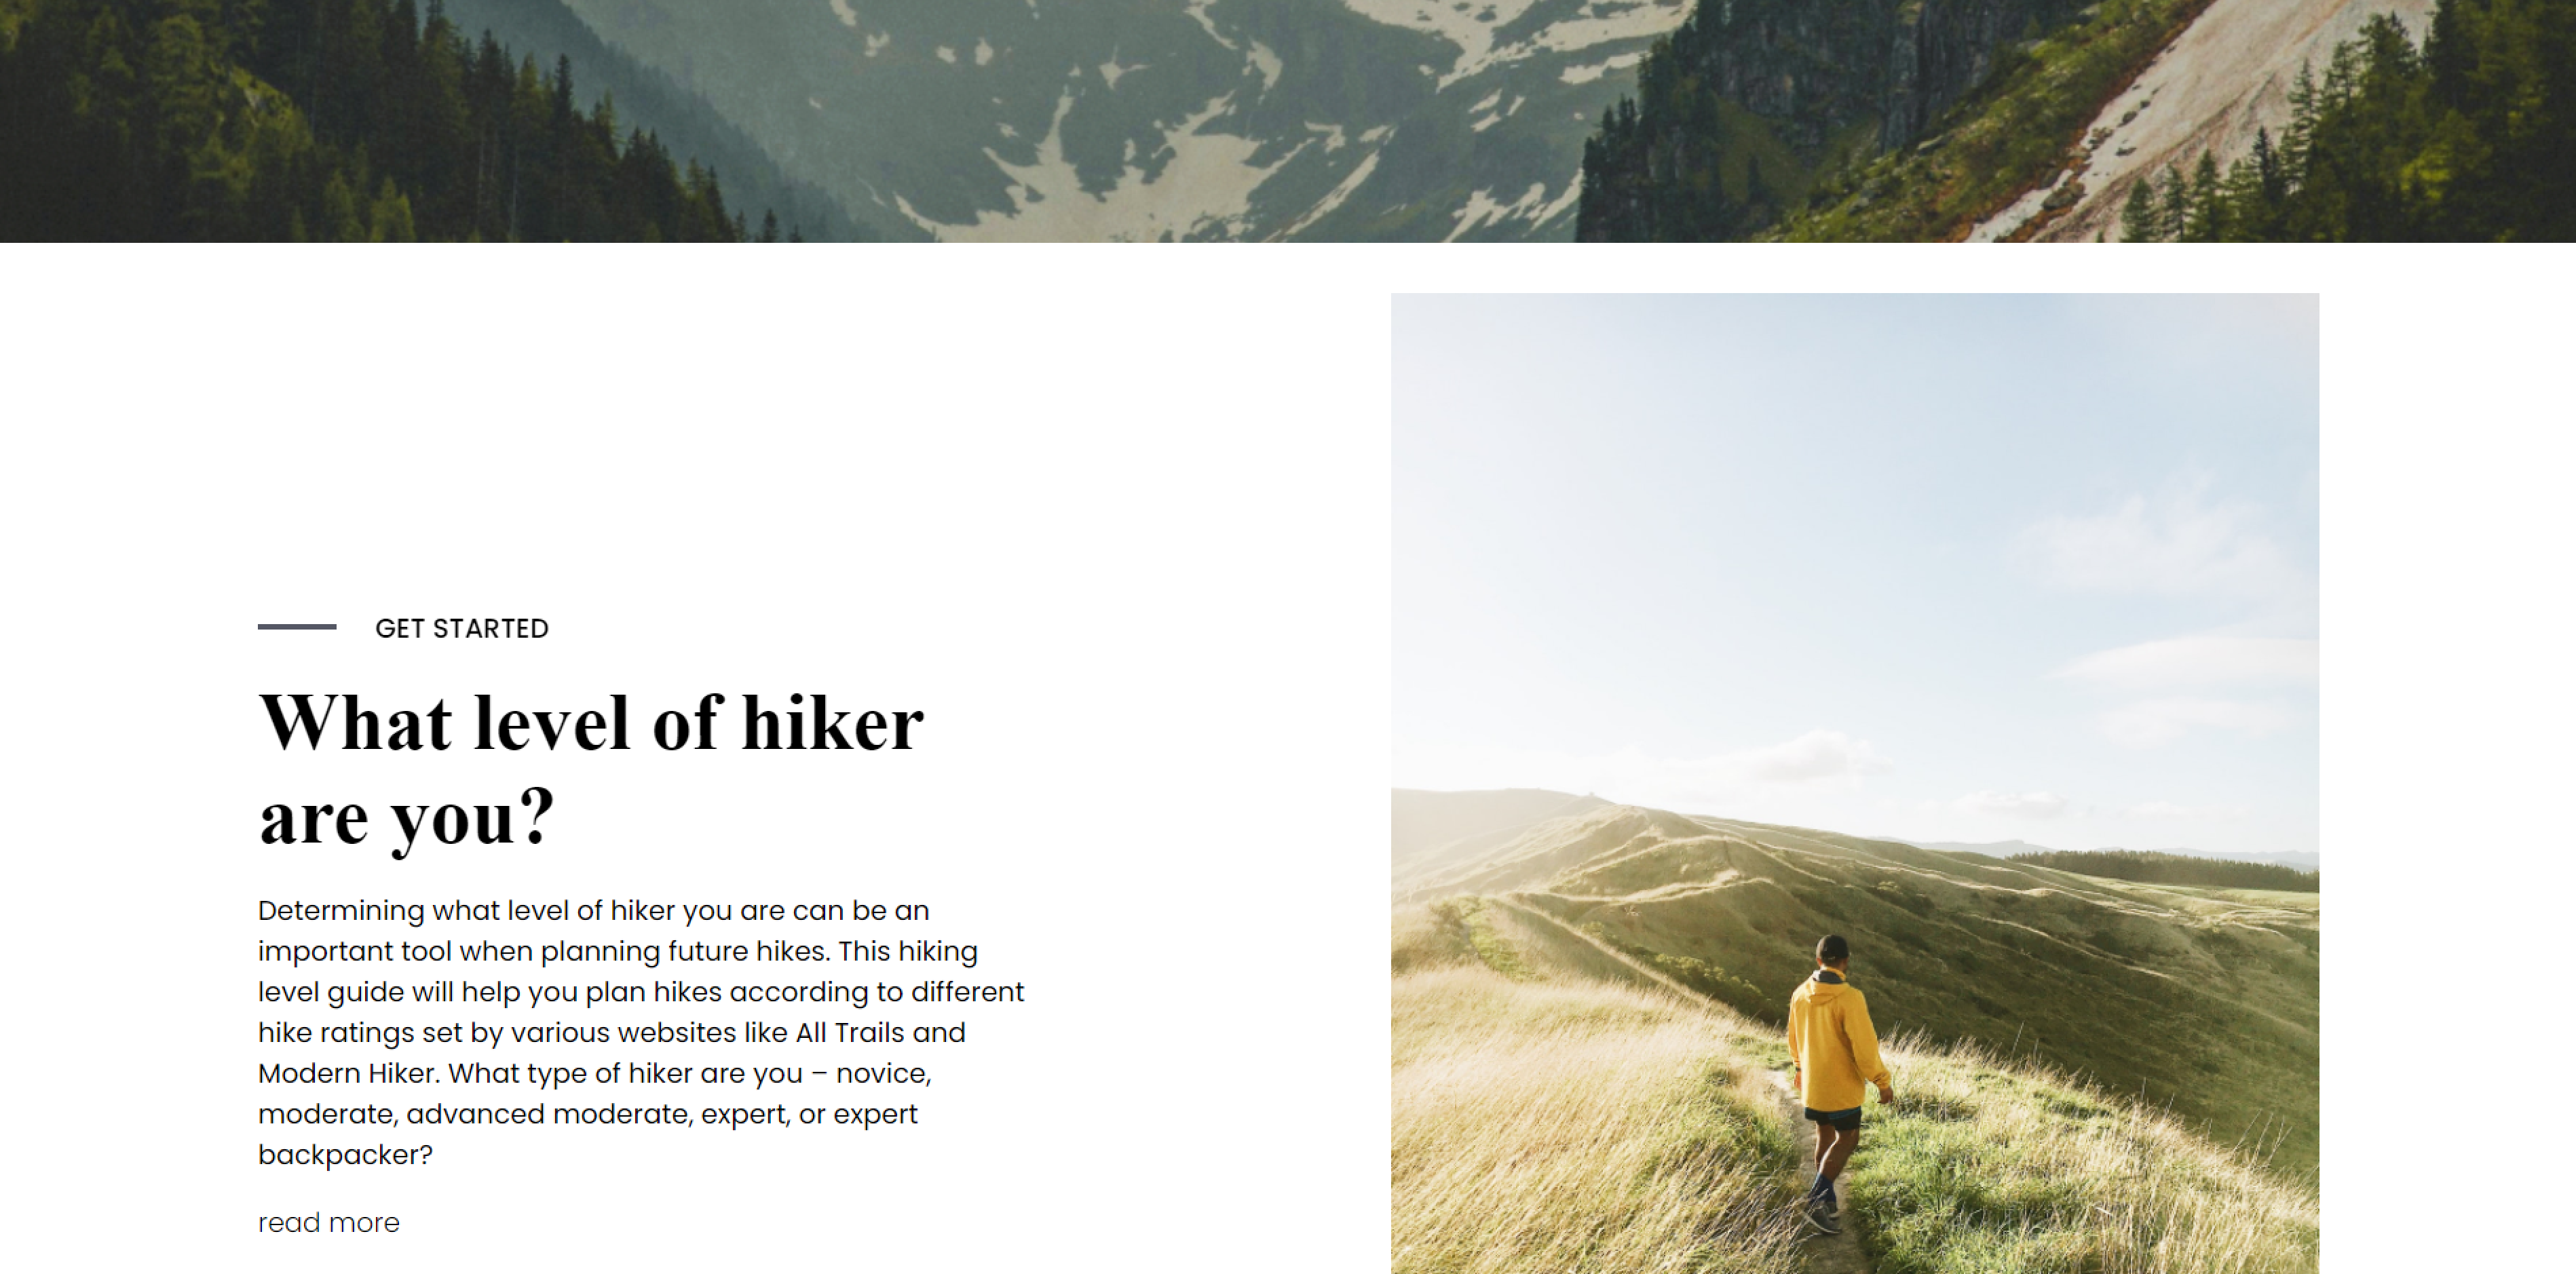 GET STARTED
What level of hiker
are you?
Determining what level of hiker you are can be an
important tool when planning future hikes. This hiking
level guide will help you plan hikes according to different
hike ratings set by various websites like All Trails and
Modern Hiker. What type of hiker are you – novice,
moderate, advanced moderate, expert, or expert
backpacker?
read more